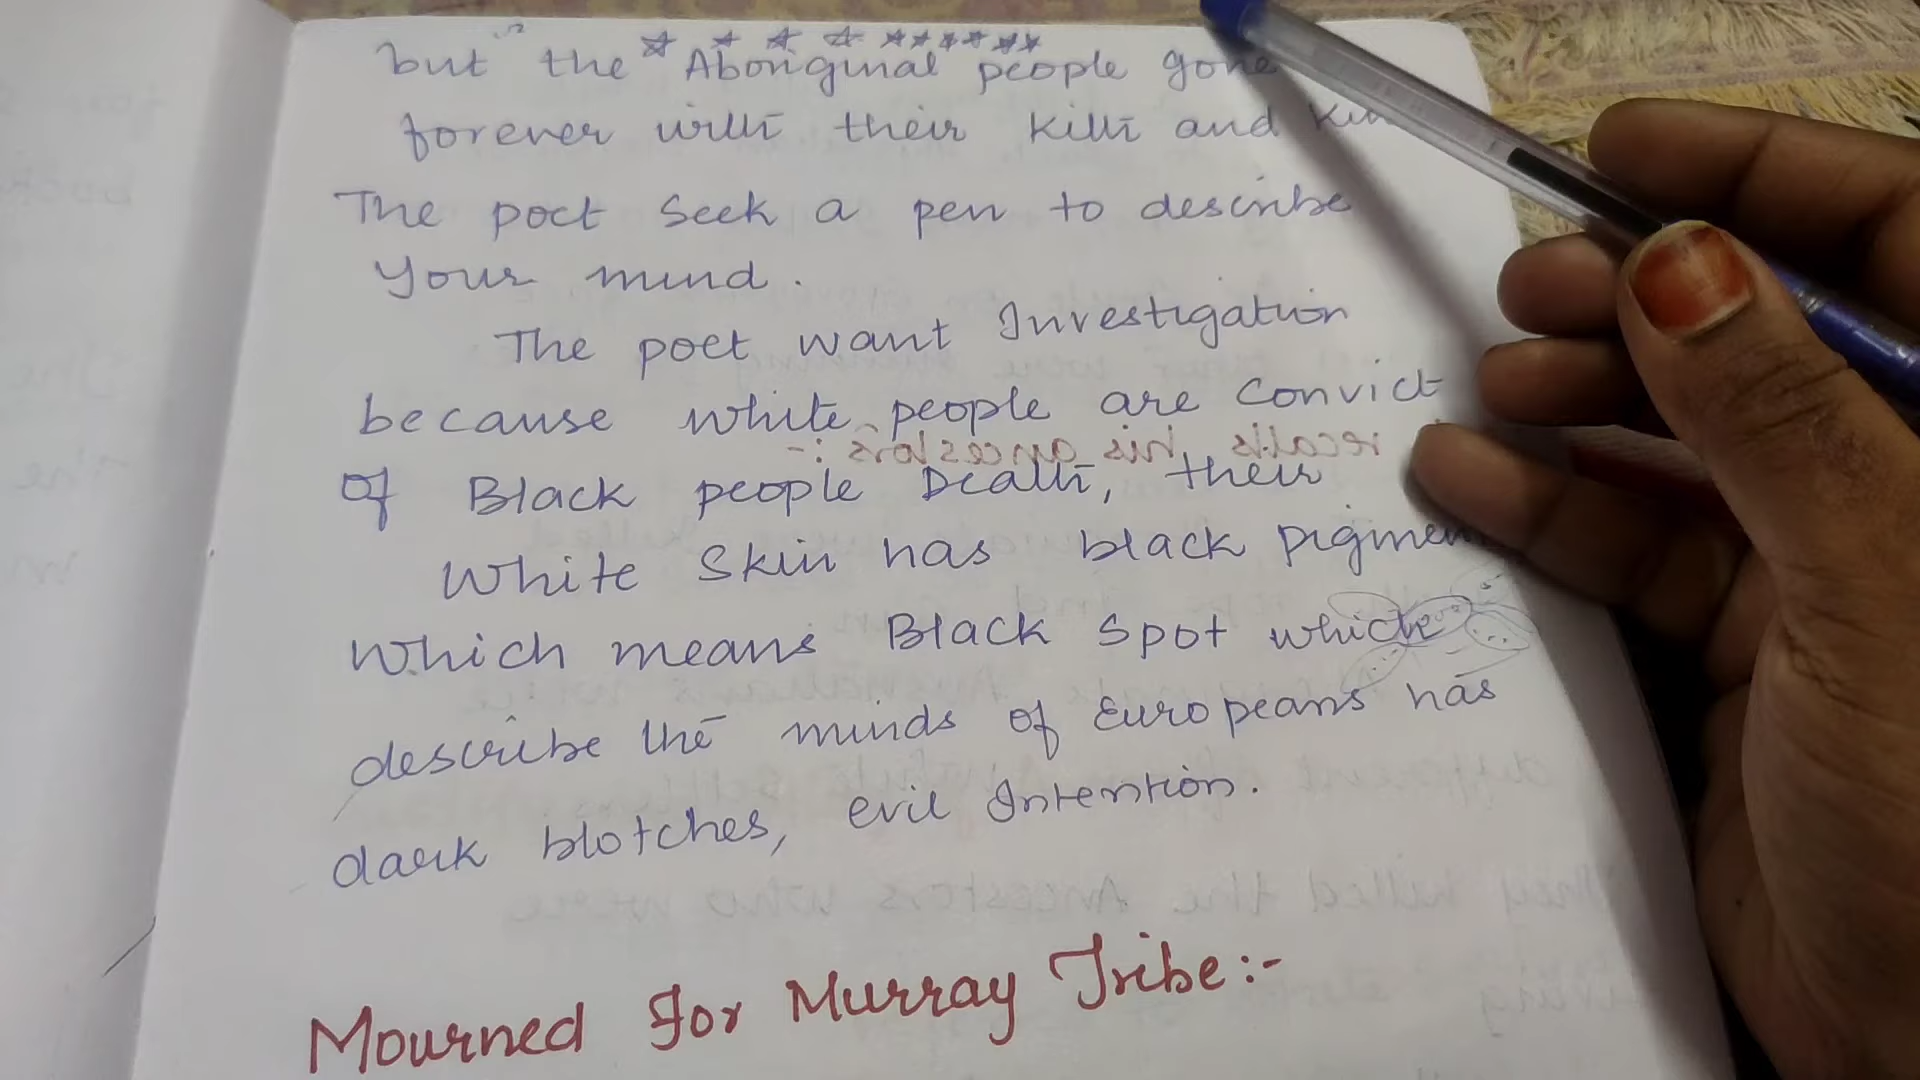 but the Aboriginal people gone
forever with their kith and
The poet seek a pen to describe
Your mind.
The poet want Investigation
because white people are convict
Of Black people Death, their
White skin has black pigmen
Which means Black spot which
describe the minds of Europeans has
dark blotches, evil Intention.
Mourned For Murray Tribe:-